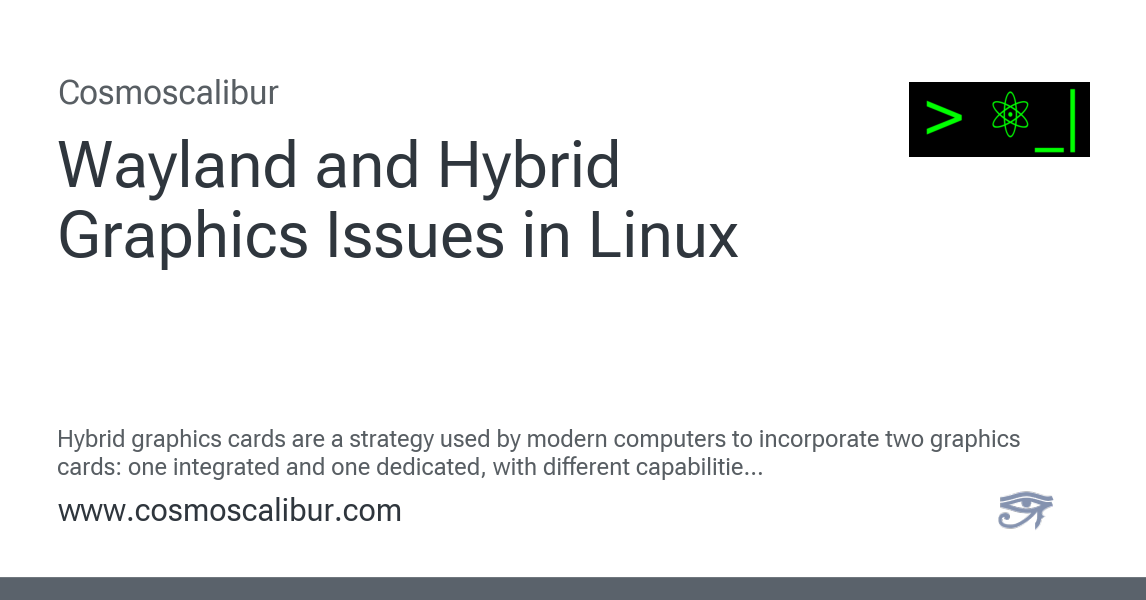 Cosmoscalibur
> ⚛ _|
Wayland and Hybrid
Graphics Issues in Linux
Hybrid graphics cards are a strategy used by modern computers to incorporate two graphics
cards: one integrated and one dedicated, with different capabilitie...
www.cosmoscalibur.com